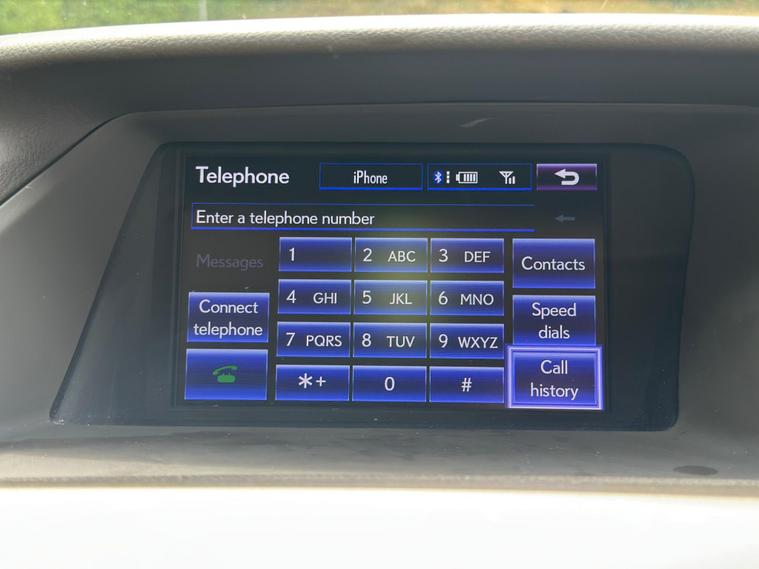 Telephone
iPhone
Enter a telephone number
Messages
1
2 ABC
3 DEF
Contacts
Connect
telephone
4 GHI
5 JKL
6 MNO
Speed
dials
7 PQRS
8 TUV
9 WXYZ
*+
0
#
Call
history